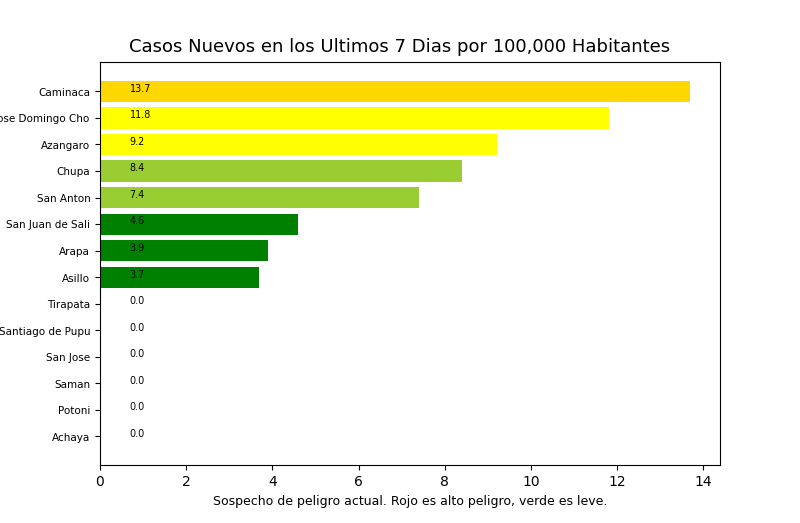 Casos Nuevos en los Ultimos 7 Dias por 100,000 Habitantes
Caminaca 13.7
ose Domingo Cho 11.8
Azangaro 9.2
Chupa 8.4
San Anton 7.4
San Juan de Sali 4.6
Arapa 3.9
Asillo 3.7
Tirapata 0.0
Santiago de Pupu 0.0
San Jose 0.0
Saman 0.0
Potoni 0.0
Achaya 0.0
0 2 4 6 8 10 12 14
Sospecho de peligro actual. Rojo es alto peligro, verde es leve.